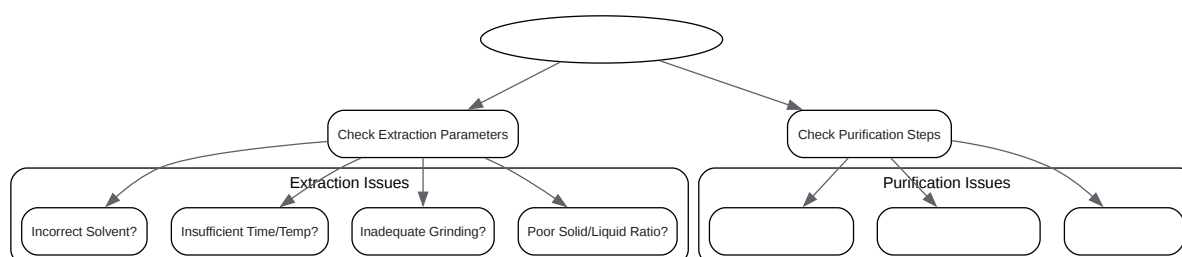 Check Extraction Parameters
Check Purification Steps
Extraction Issues
Purification Issues
Incorrect Solvent?
Insufficient Time/Temp?
Inadequate Grinding?
Poor Solid/Liquid Ratio?